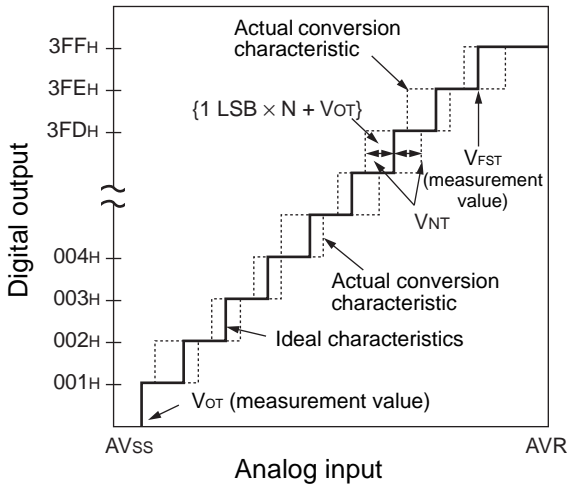 Actual conversion
characteristic
3FFH
3FEH
{1 LSB × N + VOT}
3FDH
VFST
(measurement
value)
VNT
Digital output
004H
Actual conversion
characteristic
003H
Ideal characteristics
002H
001H
VOT (measurement value)
AVSS
AVR
Analog input